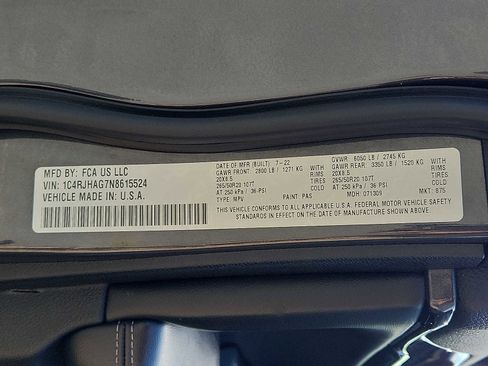 MFD BY: FCA US LLC
VIN: 1C4RJHAG7N8615524
VEHICLE MADE IN: U.S.A.
DATE OF MFR (BUILT) 7-22
GAWR FRONT: 2800 LB / 1271 KG WITH
20X8.5 RIMS
265/50R20 107T TIRES
AT 250 kPA / 36 PSI COLD
TYPE: MPV PAINT: PAS
GVWR: 6050 LB / 2745 KG
GAWR REAR: 3350 LB / 1520 KG WITH
20X8.5 RIMS
265/50R20 107T TIRES
AT 250 kPA / 36 PSI COLD
MDH: 071309 MKT: 875
THIS VEHICLE CONFORMS TO ALL APPLICABLE U.S.A. FEDERAL MOTOR VEHICLE SAFETY
STANDARDS IN EFFECT ON THE DATE OF MANUFACTURE SHOWN ABOVE.